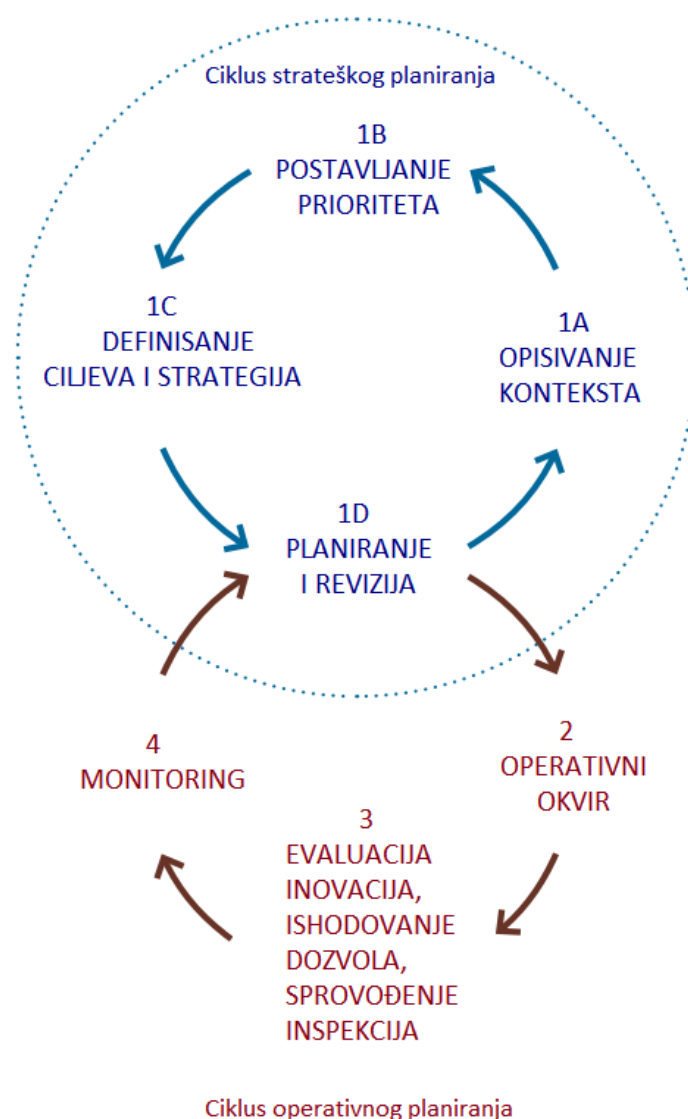 Ciklus strateškog planiranja
1B
POSTAVLJANJE
PRIORITETA
1C
DEFINISANJE
CILJEVA I STRATEGIJA
1A
OPISIVANJE
KONTEKSTA
1D
PLANIRANJE
I REVIZIJA
4
MONITORING
2
OPERATIVNI
OKVIR
3
EVALUACIJA
INOVACIJA,
ISHODOVANJE
DOZVOLA,
SPROVOĐENJE
INSPEKCIJA
Ciklus operativnog planiranja